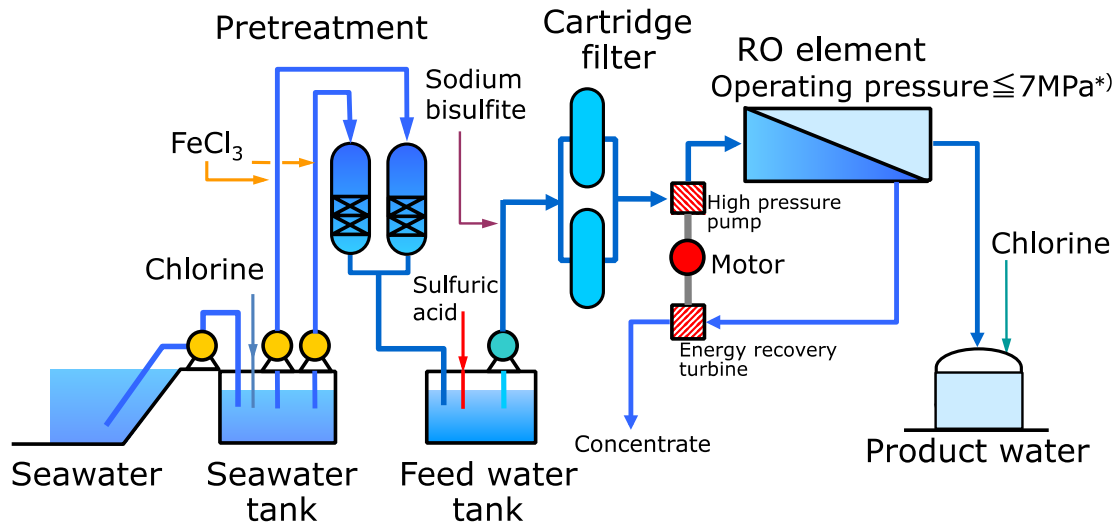 Pretreatment
Cartridge
filter
RO element
Operating pressure≦7MPa*)
Sodium
bisulfite
FeCl3
High pressure
pump
Chlorine
Motor
Chlorine
Sulfuric
acid
Energy recovery
turbine
Concentrate
Product water
Seawater
Seawater
tank
Feed water
tank